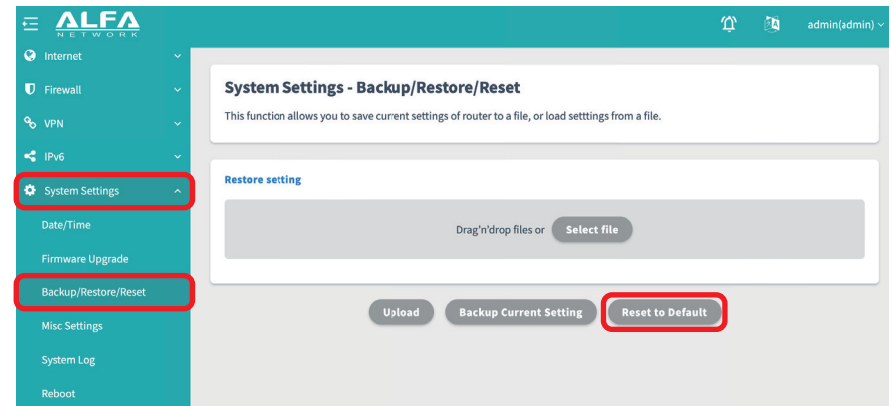 ALFA
NETWORK
admin(admin)
Internet
Firewall
VPN
IPv6
System Settings
Date/Time
Firmware Upgrade
Backup/Restore/Reset
Misc Settings
System Log
Reboot
System Settings - Backup/Restore/Reset
This function allows you to save current settings of router to a file, or load setttings from a file.
Restore setting
Drag'n'drop files or Select file
Upload Backup Current Setting Reset to Default